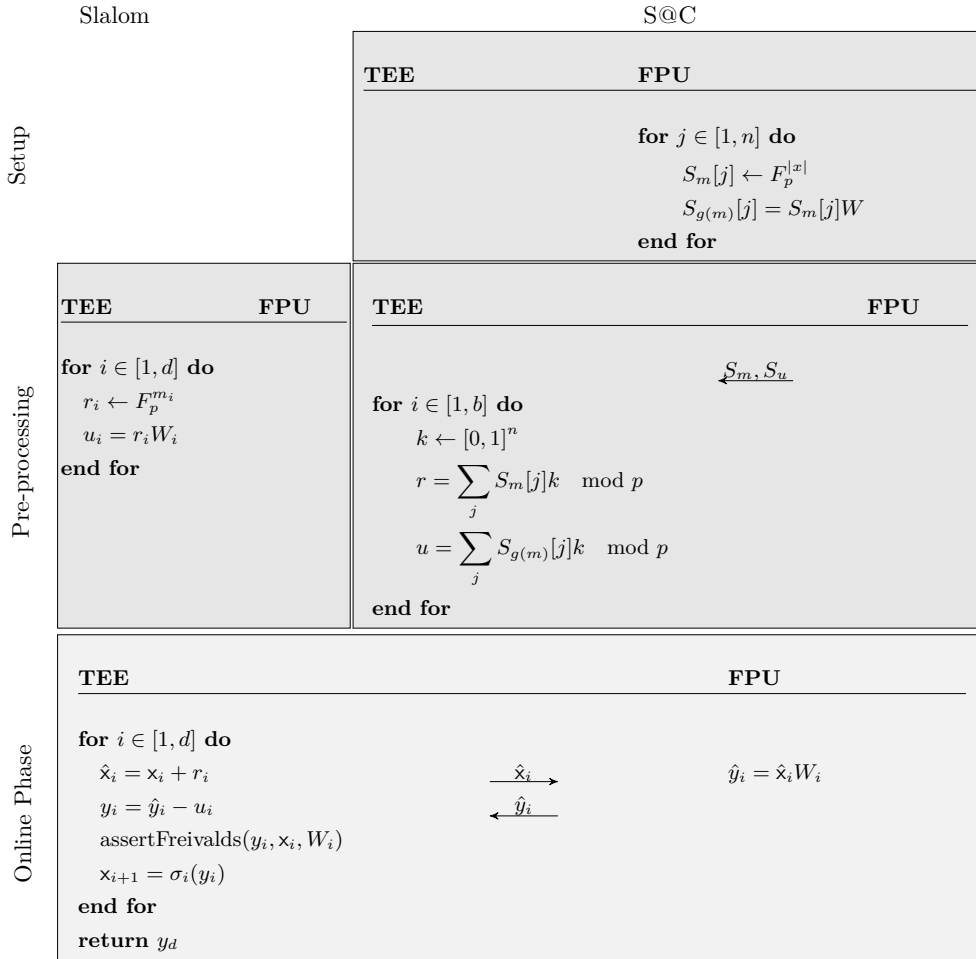 Slalom S@C
Setup
TEE FPU
for j ∈ [1, n] do
S_m[j] ← F_p^{|x|}
S_{g(m)}[j] = S_m[j]W
end for
Pre-processing
TEE FPU
for i ∈ [1, d] do
r_i ← F_p^{m_i}
u_i = r_i W_i
end for
TEE FPU
S_m, S_u
for i ∈ [1, b] do
k ← [0, 1]^n
r = ∑_j S_m[j]k mod p
u = ∑_j S_{g(m)}[j]k mod p
end for
Online Phase
TEE FPU
for i ∈ [1, d] do
x̂_i = x_i + r_i x̂_i ŷ_i = x̂_i W_i
y_i = ŷ_i − u_i ŷ_i
assertFreivalds(y_i, x_i, W_i)
x_{i+1} = σ_i(y_i)
end for
return y_d